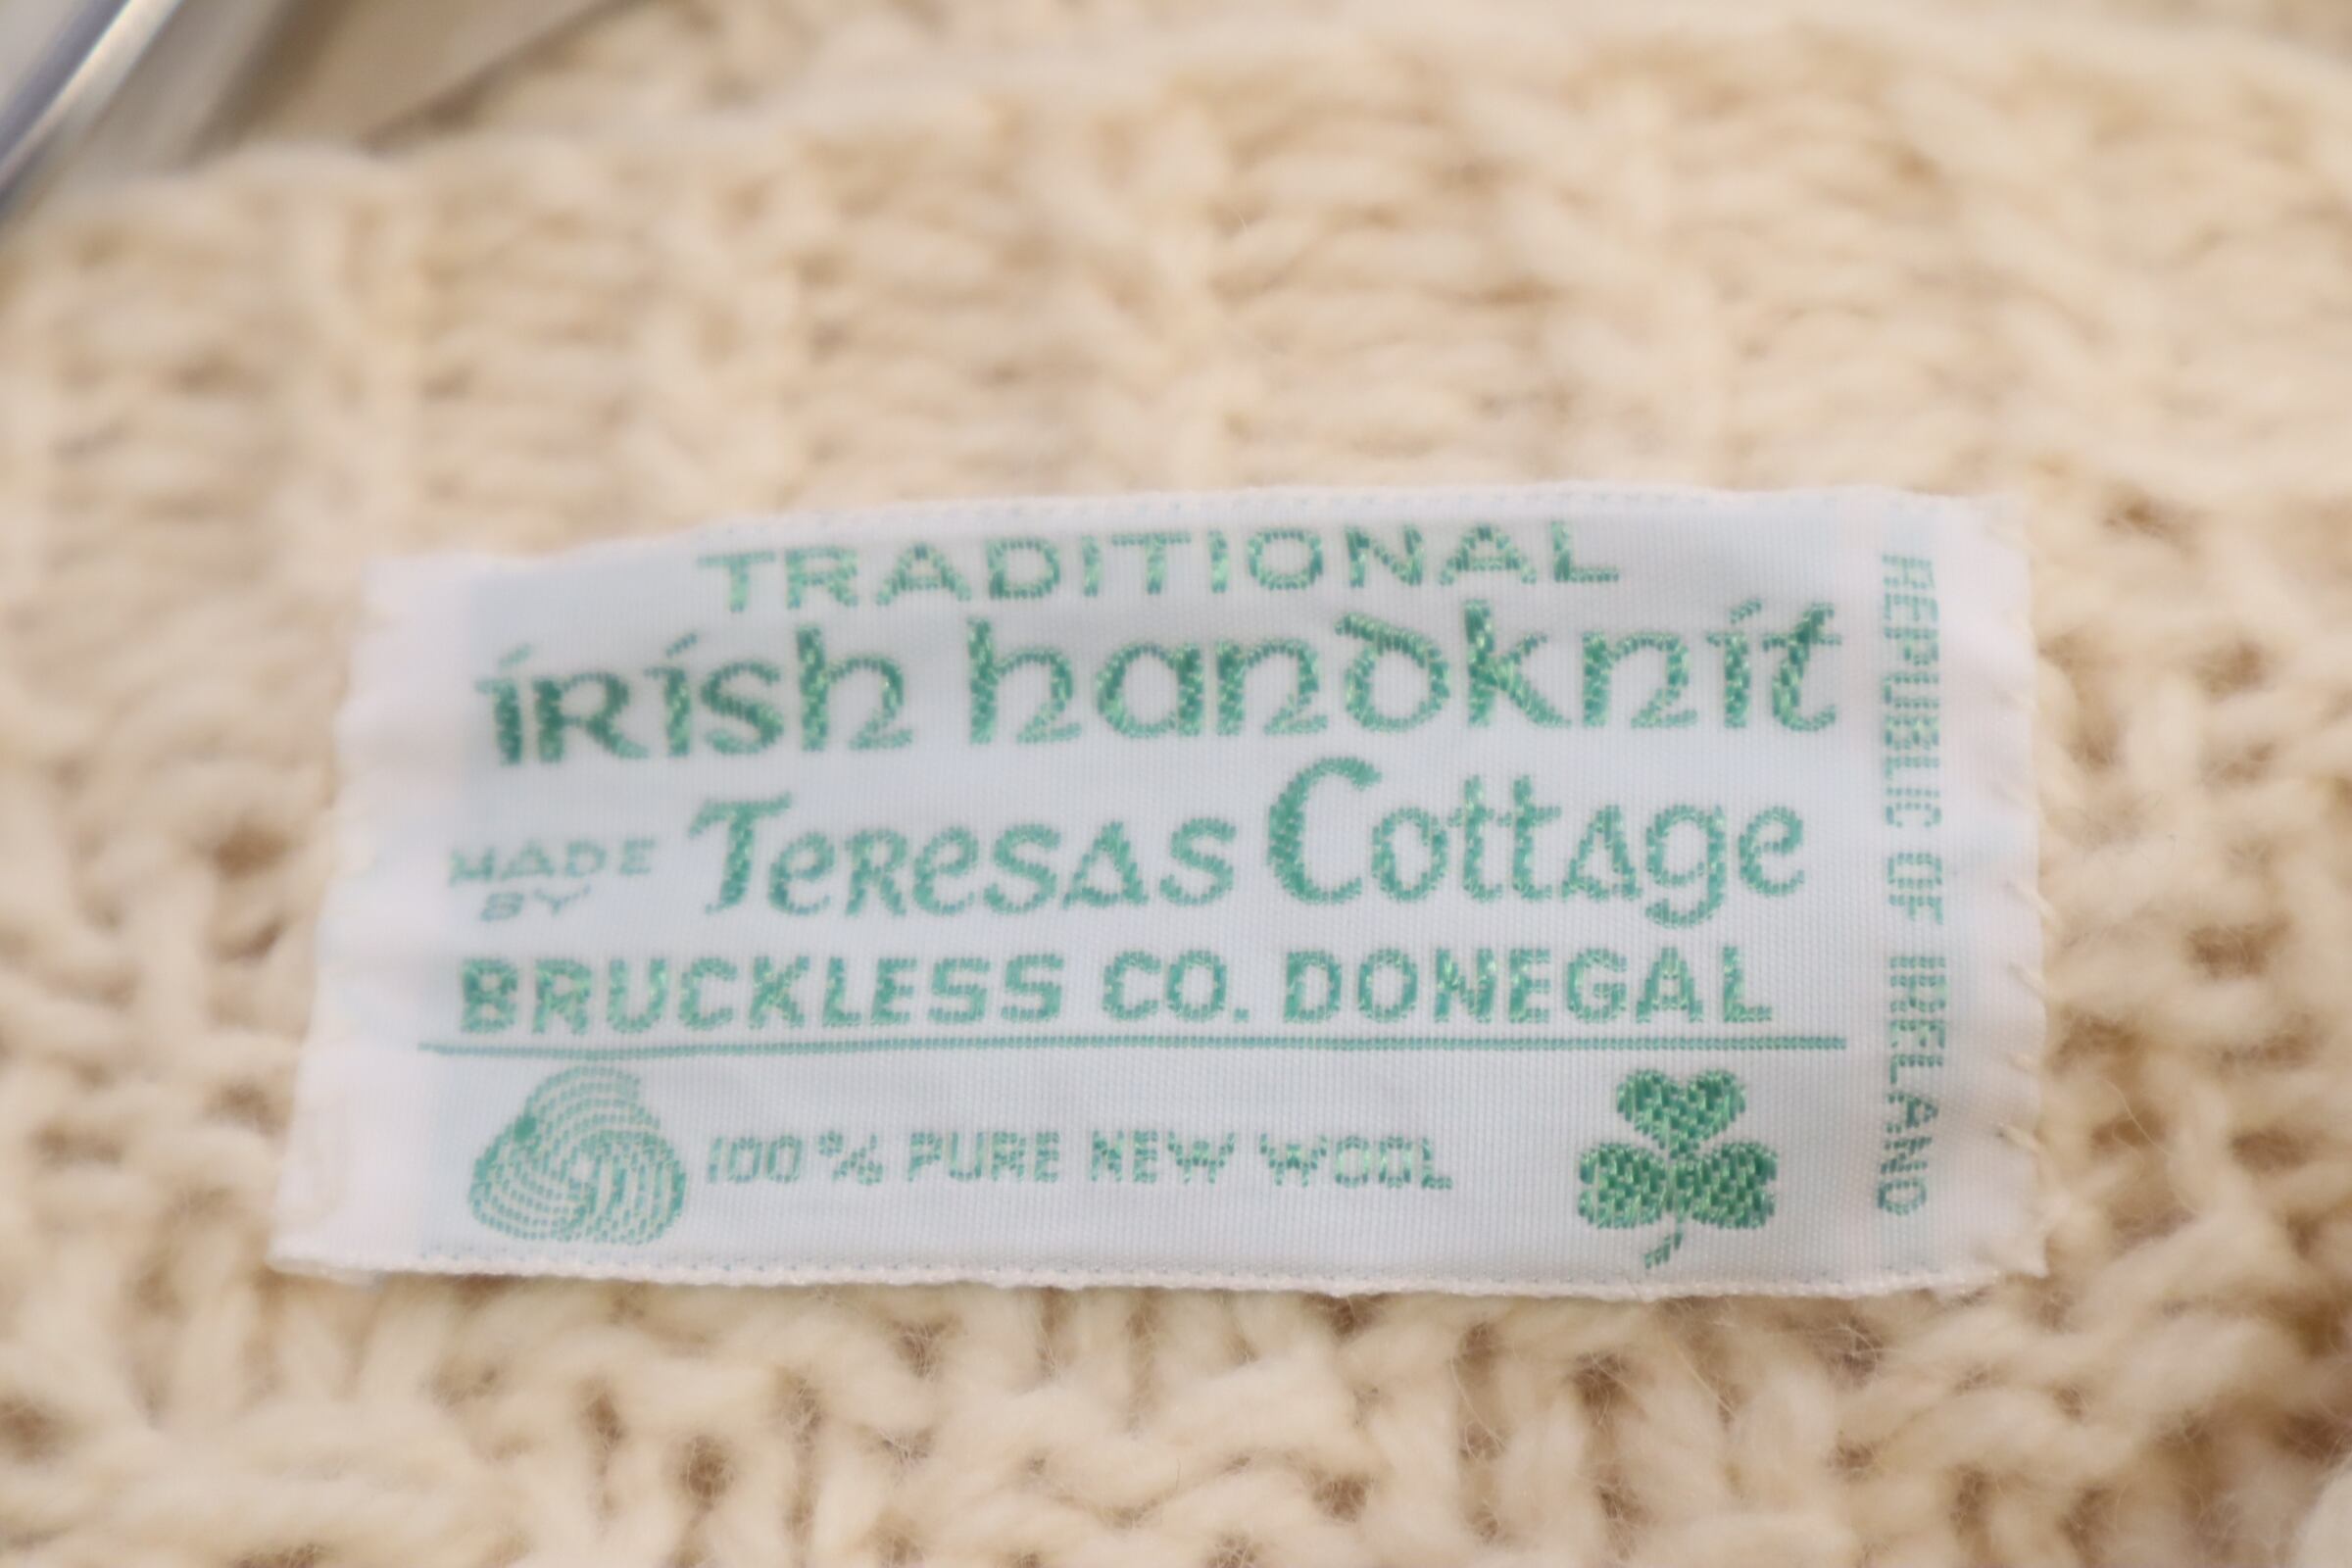 TRADITIONAL
irish handknit
MADE BY
Teresas Cottage
BRUCKLESS CO. DONEGAL
100% PURE NEW WOOL
REPUBLIC OF IRELAND